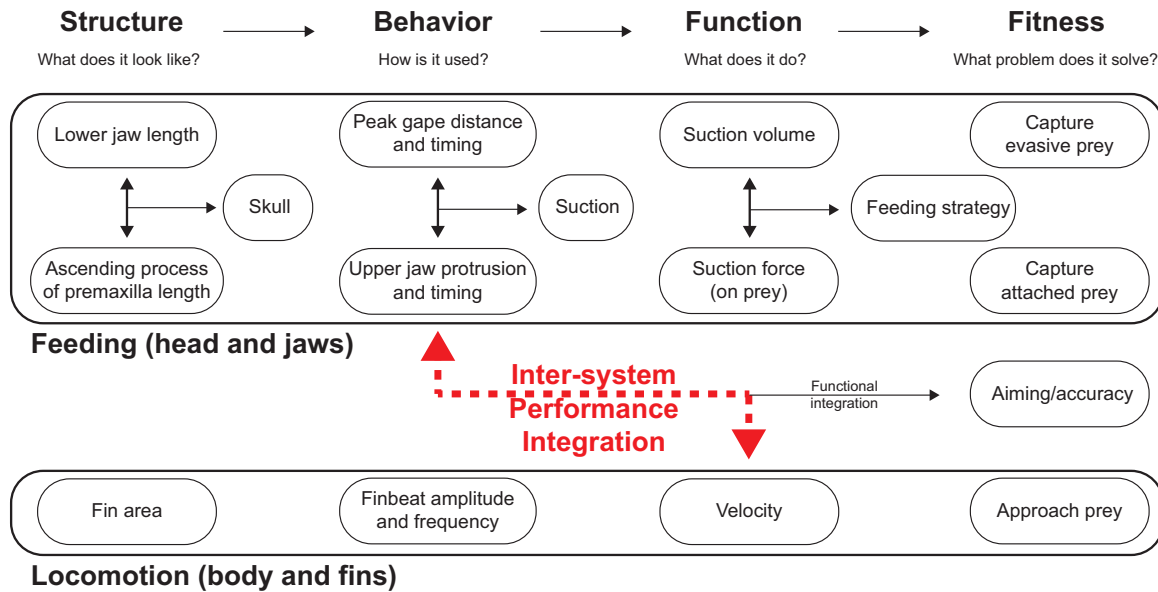 Structure
Behavior
Function
Fitness
What does it look like?
How is it used?
What does it do?
What problem does it solve?
Lower jaw length
Peak gape distance
and timing
Suction volume
Capture
evasive prey
Skull
Suction
Feeding strategy
Ascending process
of premaxilla length
Upper jaw protrusion
and timing
Suction force
(on prey)
Capture
attached prey
Feeding (head and jaws)
Inter-system
Performance
Integration
Functional
integration
Aiming/accuracy
Fin area
Finbeat amplitude
and frequency
Velocity
Approach prey
Locomotion (body and fins)